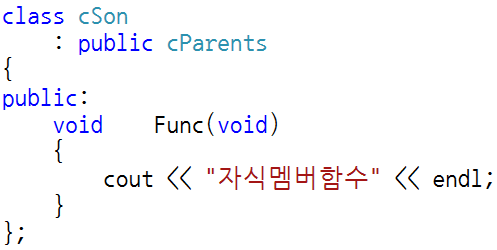 class cSon
    : public cParents
{
public:
    void    Func(void)
    {
        cout << "자식멤버함수" << endl;
    }
};